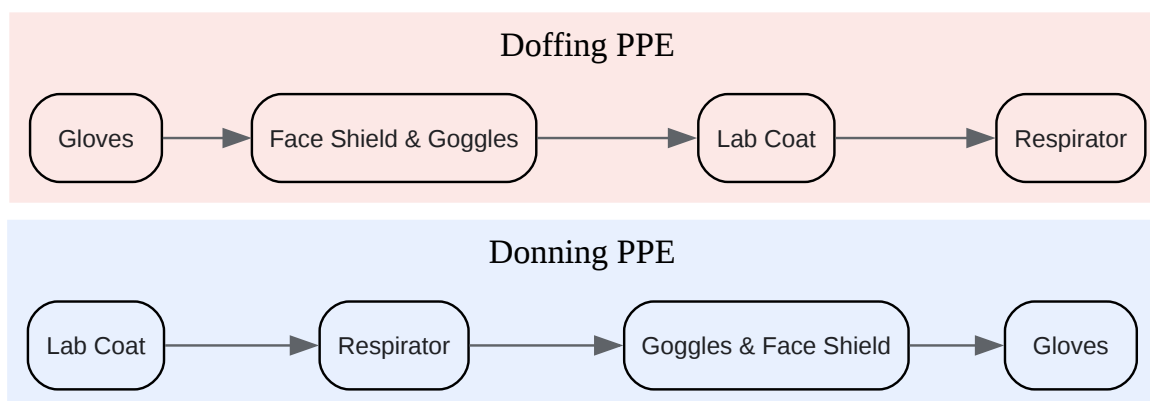 Doffing PPE
Gloves
Face Shield & Goggles
Lab Coat
Respirator
Donning PPE
Lab Coat
Respirator
Goggles & Face Shield
Gloves